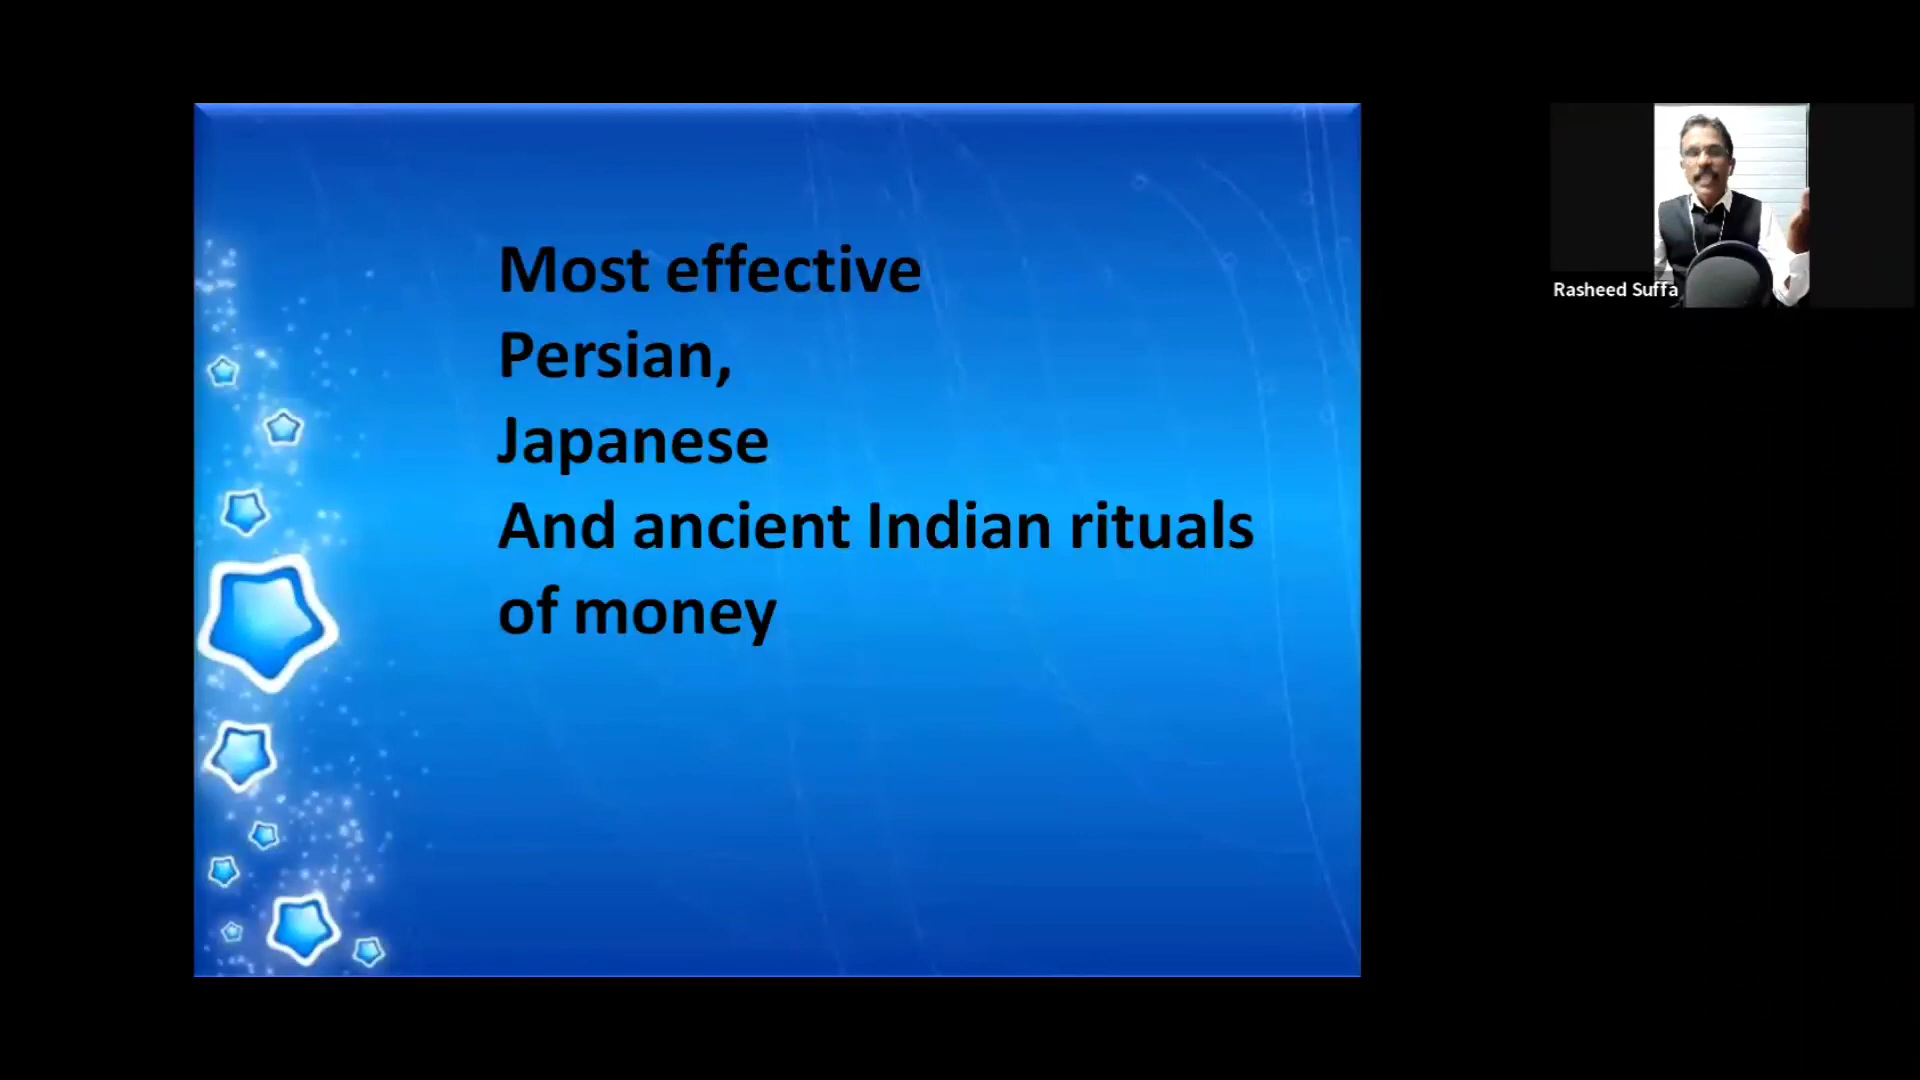 Most effective
Persian,
Japanese
And ancient Indian rituals
of money
Rasheed Suffa